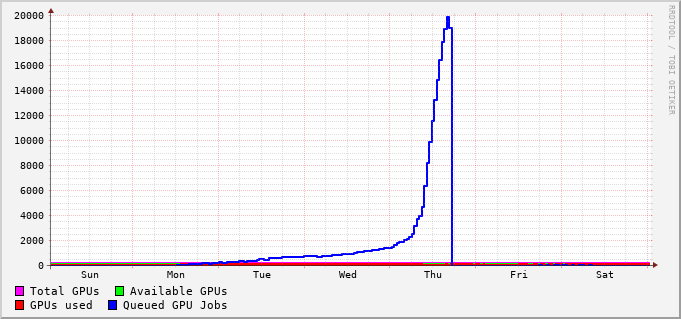 20000
18000
16000
14000
12000
10000
8000
6000
4000
2000
0
Sun Mon Tue Wed Thu Fri Sat
Total GPUs Available GPUs
GPUs used Queued GPU Jobs
RRDTOOL / TOBI OETIKER